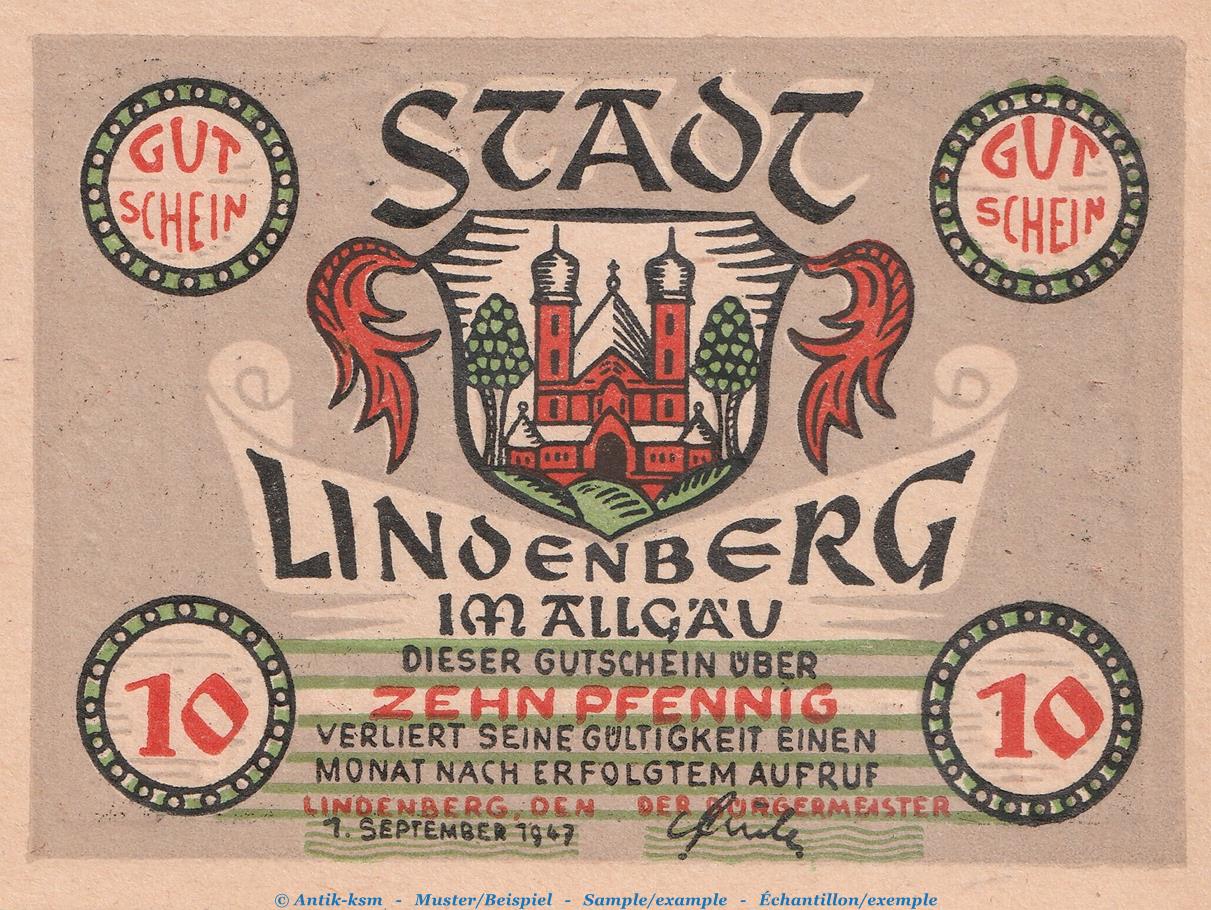 STADT
GUT
SCHEIN
GUT
SCHEIN
LINDENBERG
IM ALLGÄU
DIESER GUTSCHEIN ÜBER
ZEHN PFENNIG
VERLIERT SEINE GÜLTIGKEIT EINEN
MONAT NACH ERFOLGTEM AUFRUF
10
10
LINDENBERG, DEN DER BÜRGERMEISTER
1. SEPTEMBER 1947
© Antik-ksm - Muster/Beispiel - Sample/example - Échantillon/exemple